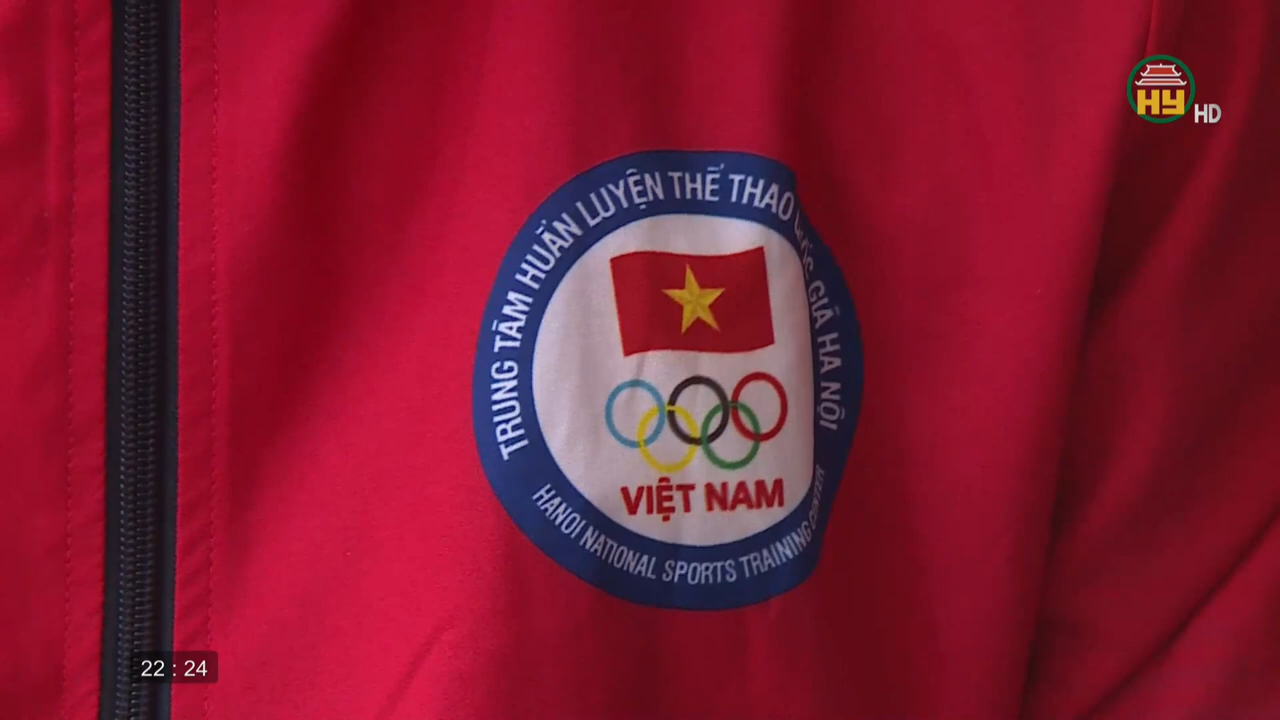 HY
HD
TRUNG TÂM HUẤN LUYỆN THỂ THAO QUỐC GIA HÀ NỘI
VIỆT NAM
HANOI NATIONAL SPORTS TRAINING CENTER
22 : 24